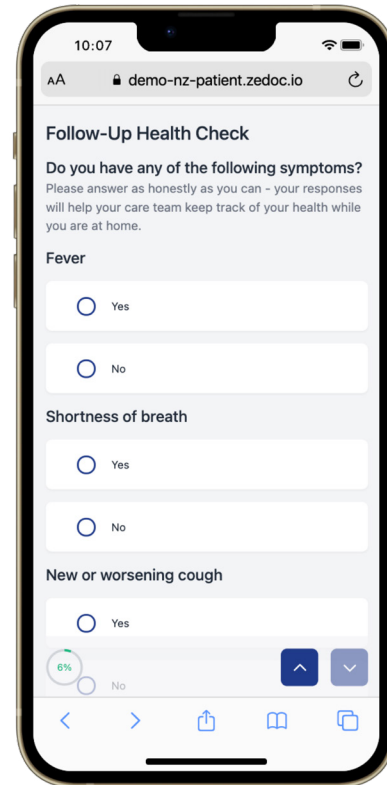 10:07
AA demo-nz-patient.zedoc.io
Follow-Up Health Check
Do you have any of the following symptoms?
Please answer as honestly as you can - your responses
will help your care team keep track of your health while
you are at home.
Fever
Yes
No
Shortness of breath
Yes
No
New or worsening cough
Yes
6%
No